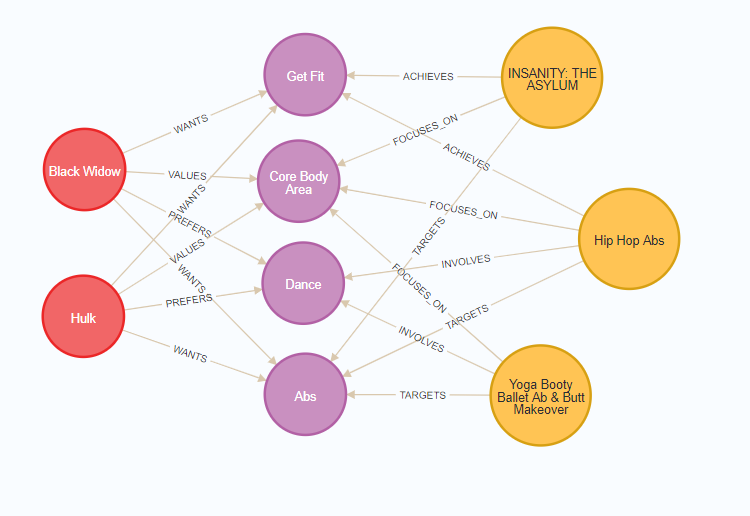 Get Fit
INSANITY: THE
ASYLUM
ACHIEVES
WANTS
FOCUSES_ON
ACHIEVES
Black Widow
VALUES
Core Body
Area
WANTS
FOCUSES_ON
PREFERS
TARGETS
Hip Hop Abs
VALUES
INVOLVES
WANTS
FOCUSES_ON
Dance
PREFERS
Hulk
TARGETS
INVOLVES
WANTS
Abs
TARGETS
Yoga Booty
Ballet Ab & Butt
Makeover